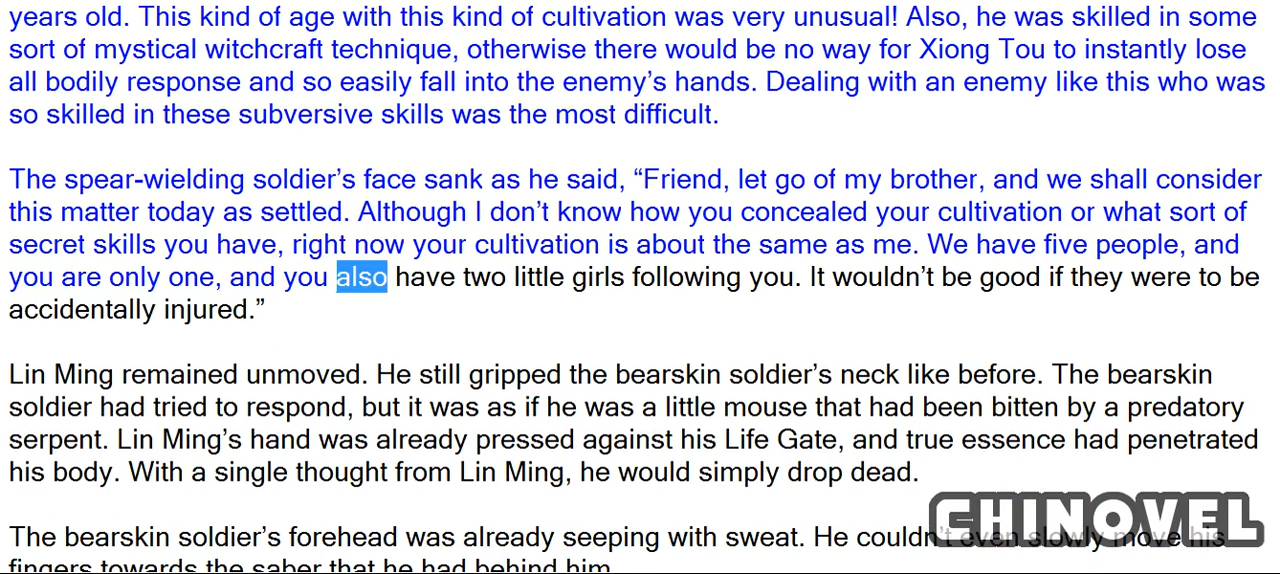 years old. This kind of age with this kind of cultivation was very unusual! Also, he was skilled in some
sort of mystical witchcraft technique, otherwise there would be no way for Xiong Tou to instantly lose
all bodily response and so easily fall into the enemy’s hands. Dealing with an enemy like this who was
so skilled in these subversive skills was the most difficult.
The spear-wielding soldier’s face sank as he said, “Friend, let go of my brother, and we shall consider
this matter today as settled. Although I don’t know how you concealed your cultivation or what sort of
secret skills you have, right now your cultivation is about the same as me. We have five people, and
you are only one, and you also have two little girls following you. It wouldn’t be good if they were to be
accidentally injured.”
Lin Ming remained unmoved. He still gripped the bearskin soldier’s neck like before. The bearskin
soldier had tried to respond, but it was as if he was a little mouse that had been bitten by a predatory
serpent. Lin Ming’s hand was already pressed against his Life Gate, and true essence had penetrated
his body. With a single thought from Lin Ming, he would simply drop dead.
The bearskin soldier’s forehead was already seeping with sweat. He couldn’t even slowly move his
fingers towards the saber that he had behind him.
CHINOVEL